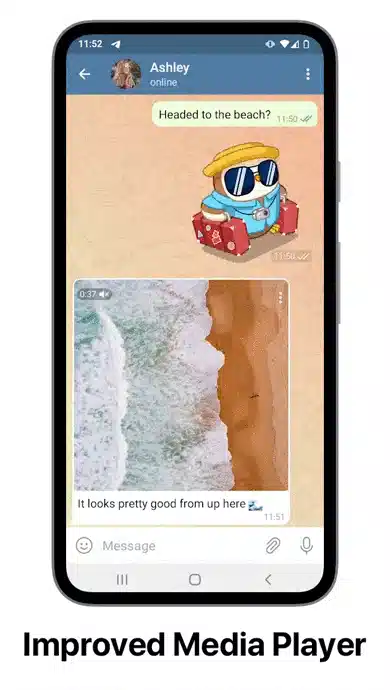 11:52
Ashley
online
Headed to the beach? 11:50
11:50
0:37
It looks pretty good from up here 🌊
11:51
Message
Improved Media Player